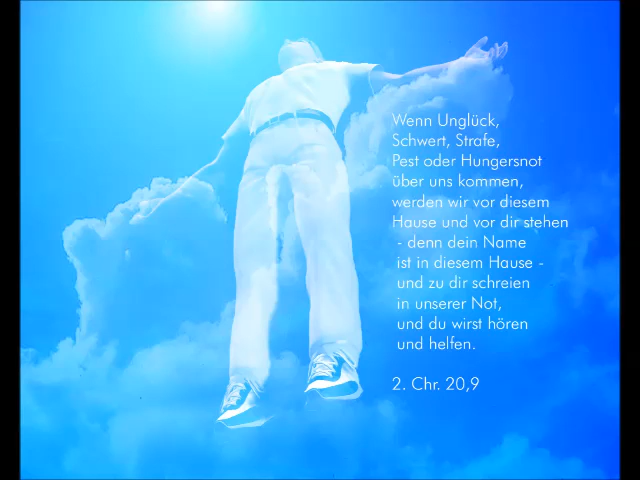 Wenn Unglück,
Schwert, Strafe,
Pest oder Hungersnot
über uns kommen,
werden wir vor diesem
Hause und vor dir stehen
- denn dein Name
ist in diesem Hause -
und zu dir schreien
in unserer Not,
und du wirst hören
und helfen.
2. Chr. 20,9